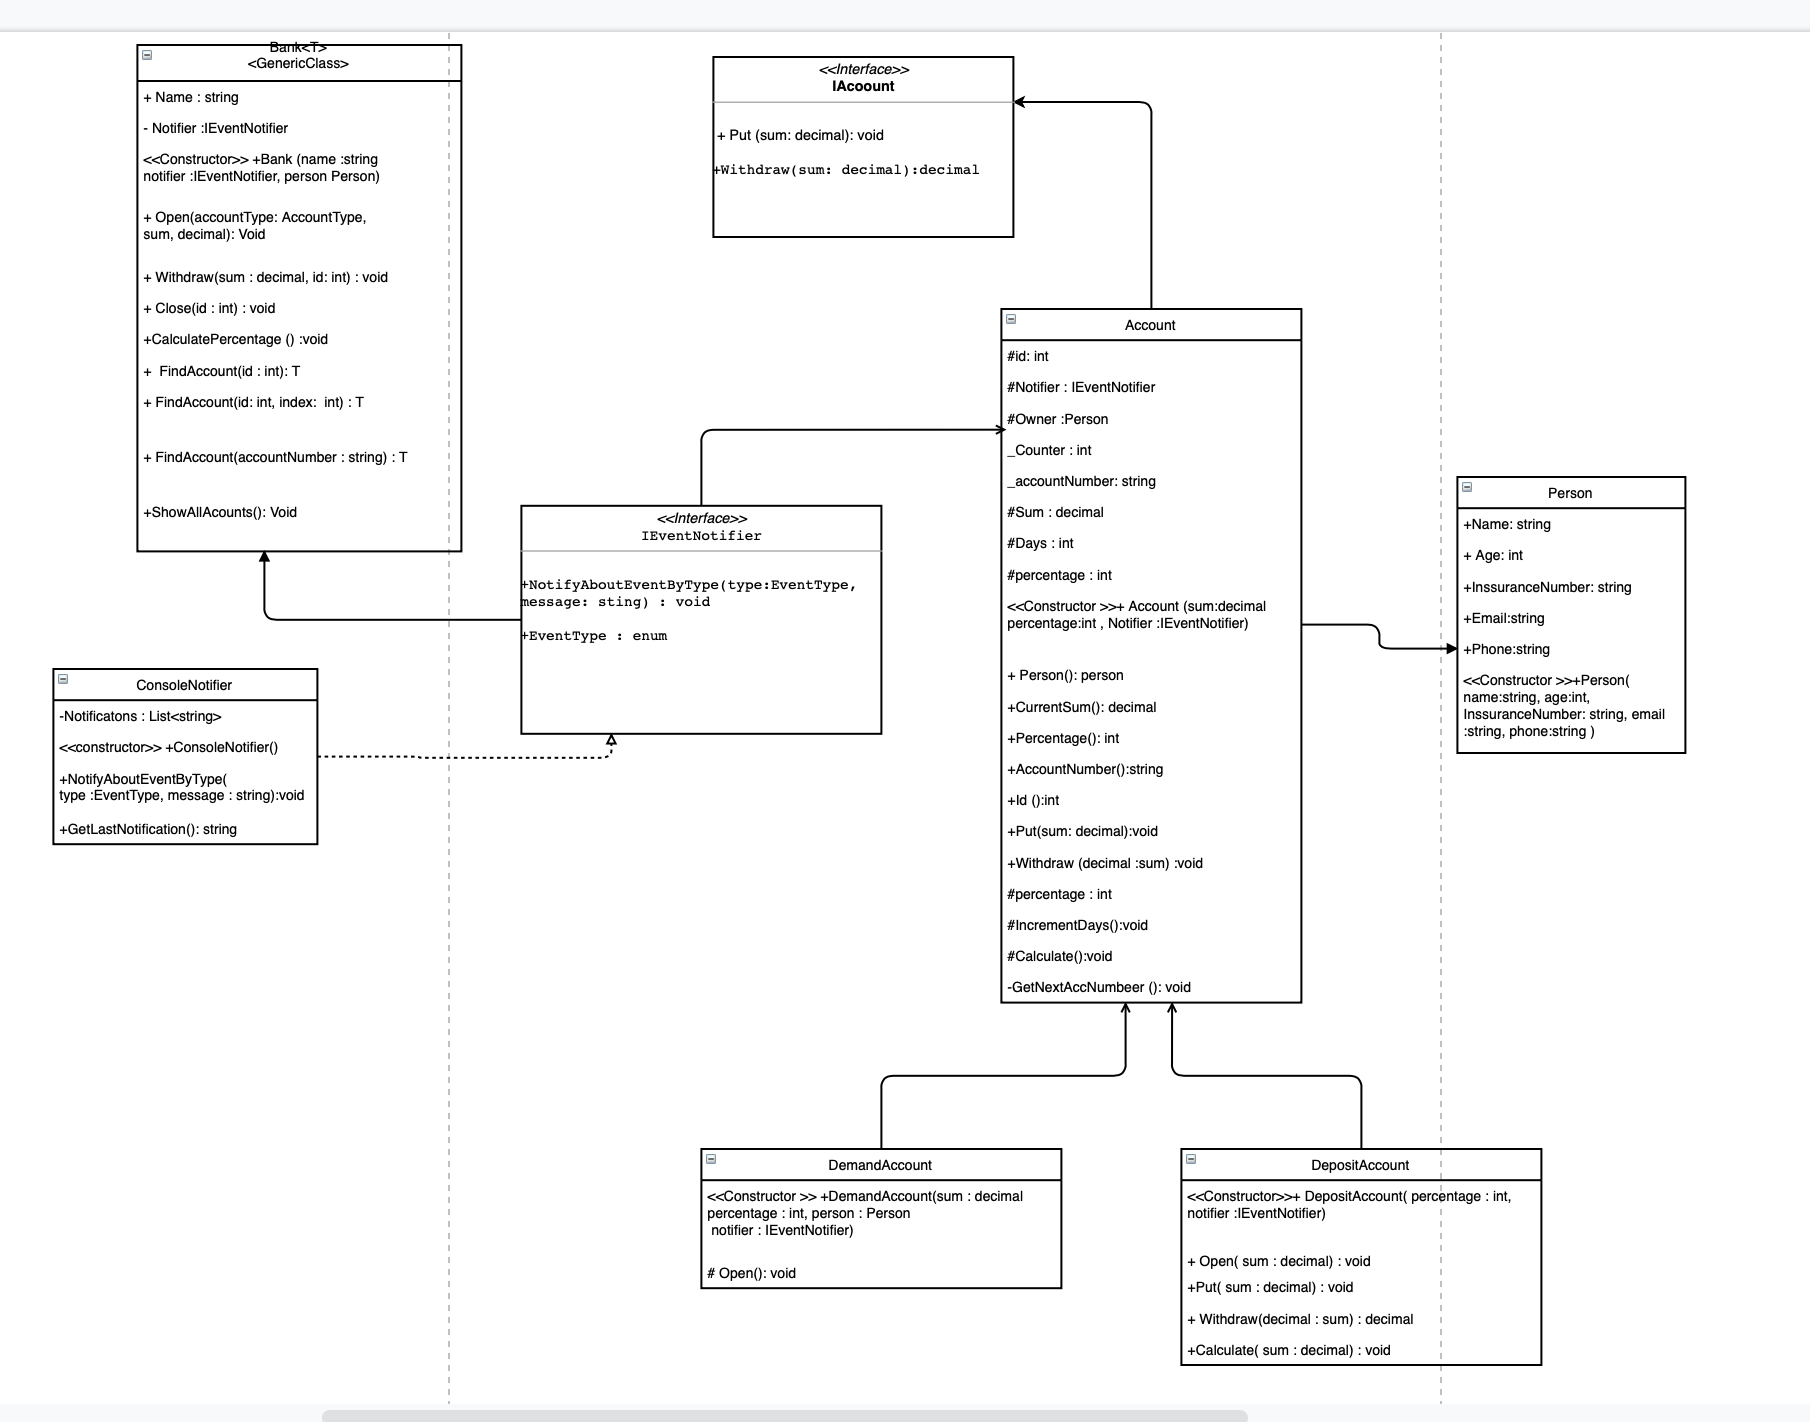 Bank<T>
<GenericClass>
+ Name : string
- Notifier :IEventNotifier
<<Constructor>> +Bank (name :string
notifier :IEventNotifier, person Person)
+ Open(accountType: AccountType,
sum, decimal): Void
+ Withdraw(sum : decimal, id: int) : void
+ Close(id : int) : void
+CalculatePercentage () :void
+  FindAccount(id : int): T
+ FindAccount(id: int, index:  int) : T
+ FindAccount(accountNumber : string) : T
+ShowAllAcounts(): Void
<<Interface>>
IAcoount
+ Put (sum: decimal): void
+Withdraw(sum: decimal):decimal
Account
#id: int
#Notifier : IEventNotifier
#Owner :Person
_Counter : int
_accountNumber: string
#Sum : decimal
#Days : int
#percentage : int
<<Constructor >>+ Account (sum:decimal
percentage:int , Notifier :IEventNotifier)
+ Person(): person
+CurrentSum(): decimal
+Percentage(): int
+AccountNumber():string
+Id ():int
+Put(sum: decimal):void
+Withdraw (decimal :sum) :void
#percentage : int
#IncrementDays():void
#Calculate():void
-GetNextAccNumbeer (): void
<<Interface>>
IEventNotifier
+NotifyAboutEventByType(type:EventType,
message: sting) : void
+EventType : enum
Person
+Name: string
+ Age: int
+InssuranceNumber: string
+Email:string
+Phone:string
<<Constructor >>+Person(
name:string, age:int,
InssuranceNumber: string, email
:string, phone:string )
ConsoleNotifier
-Notificatons : List<string>
<<constructor>> +ConsoleNotifier()
+NotifyAboutEventByType(
type :EventType, message : string):void
+GetLastNotification(): string
DemandAccount
<<Constructor >> +DemandAccount(sum : decimal
percentage : int, person : Person
notifier : IEventNotifier)
# Open(): void
DepositAccount
<<Constructor>>+ DepositAccount( percentage : int,
notifier :IEventNotifier)
+ Open( sum : decimal) : void
+Put( sum : decimal) : void
+ Withdraw(decimal : sum) : decimal
+Calculate( sum : decimal) : void